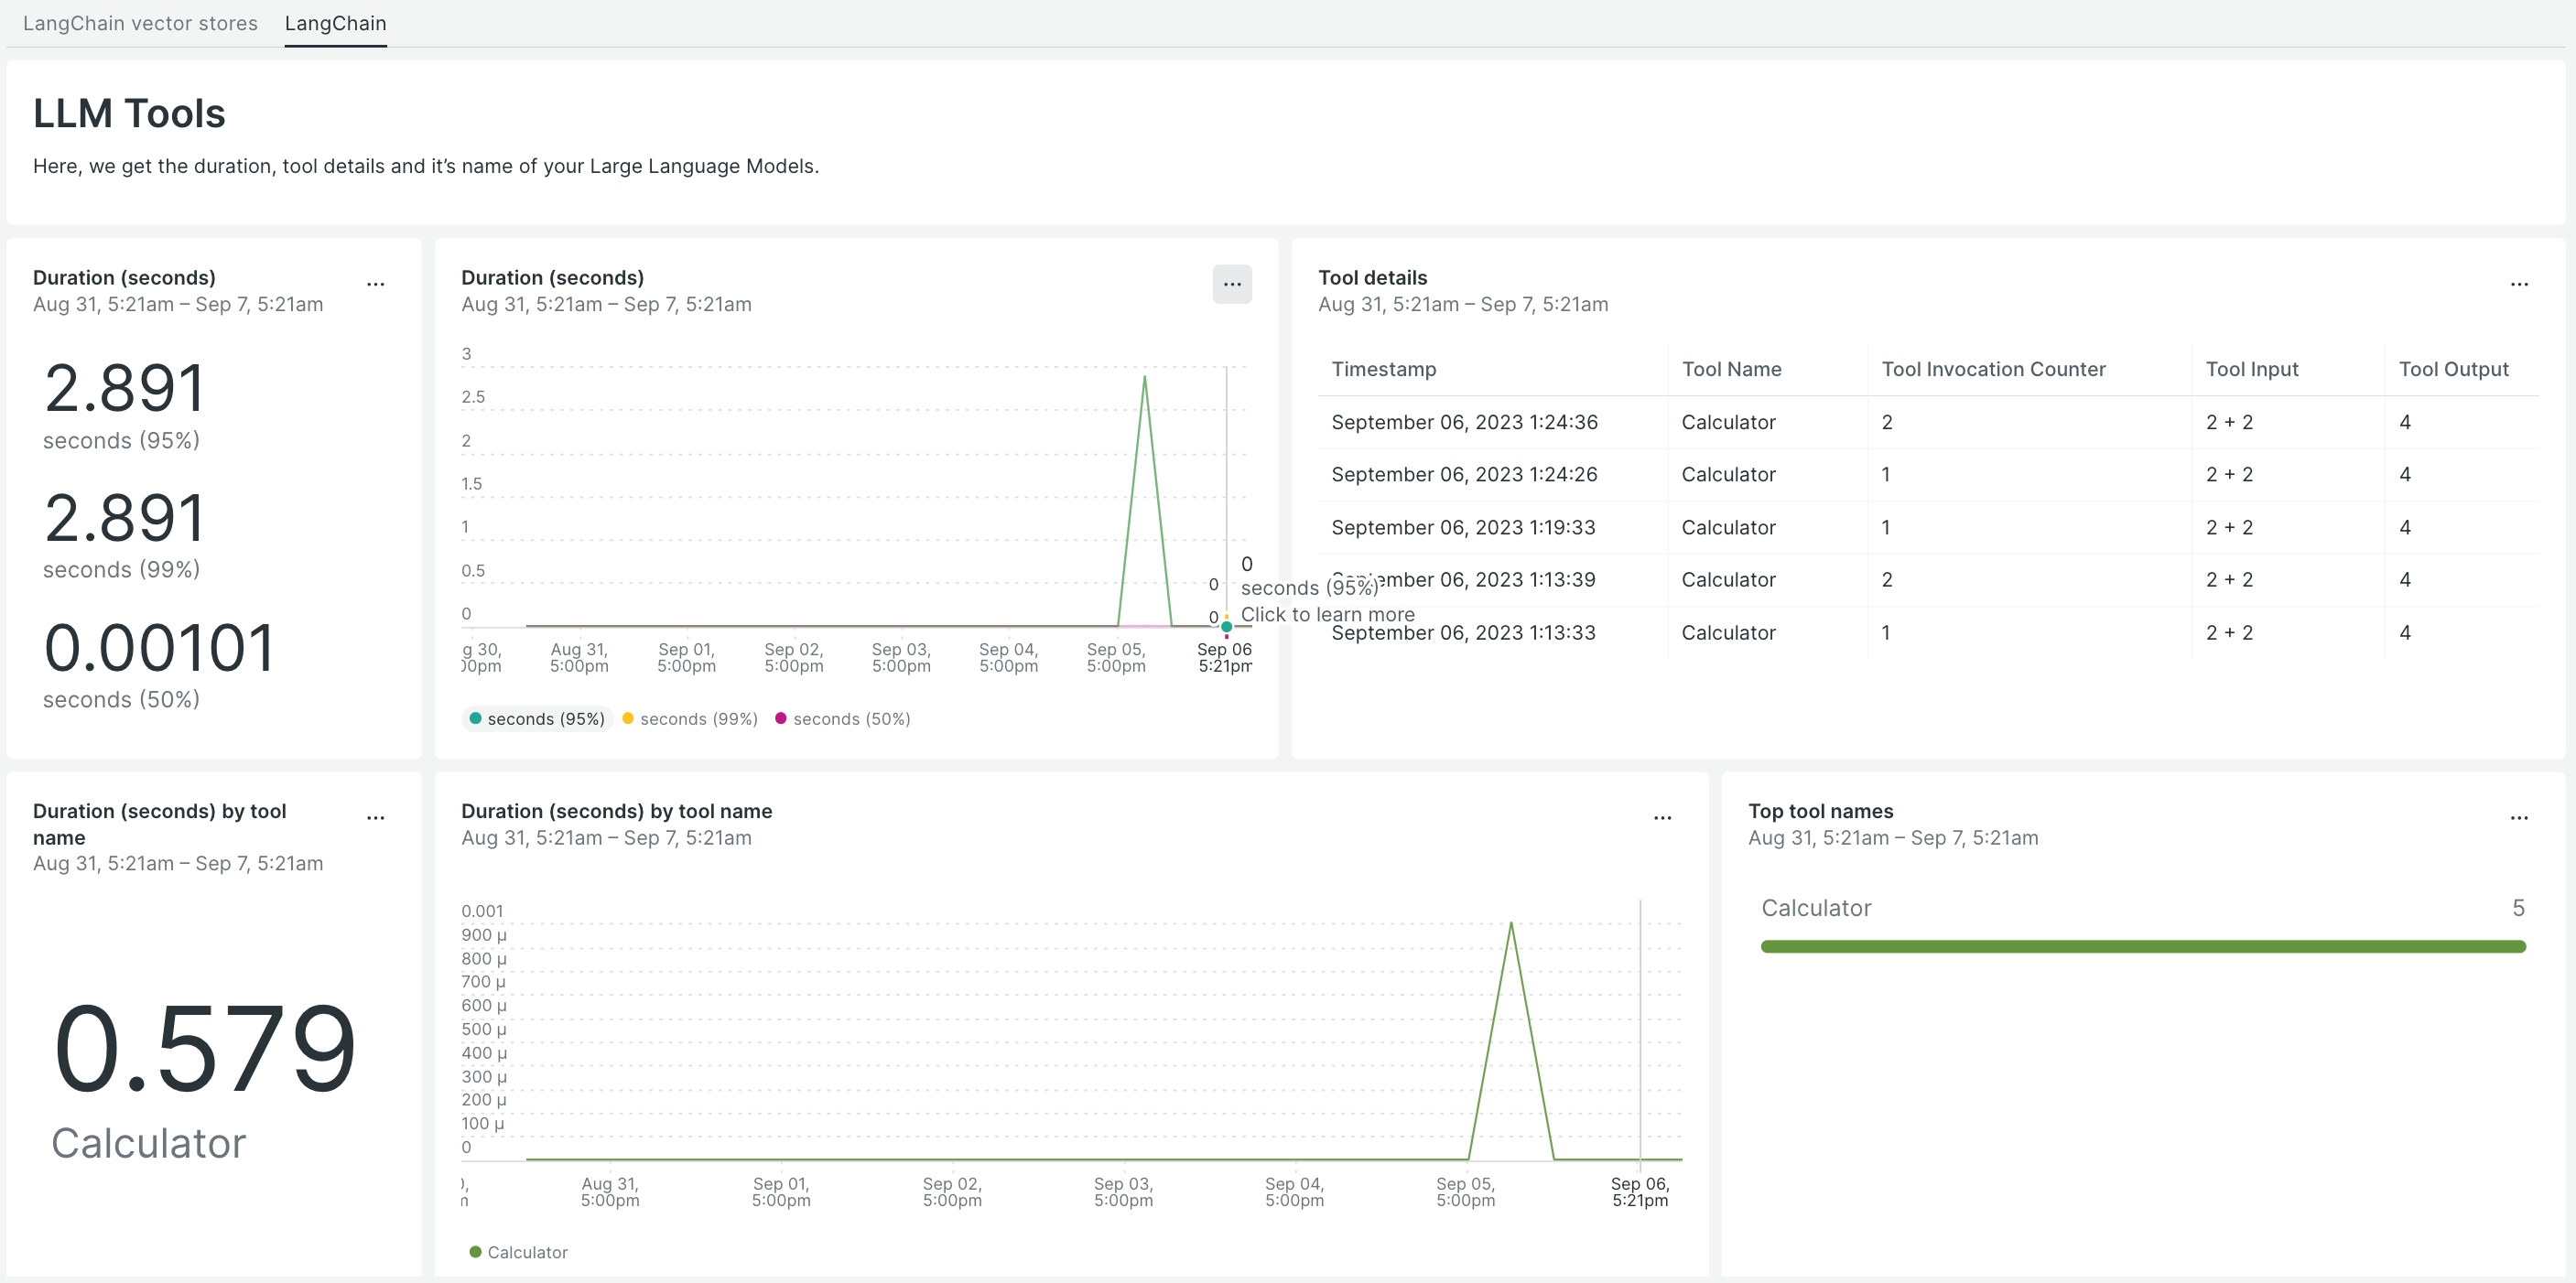 LangChain vector stores LangChain
LLM Tools
Here, we get the duration, tool details and it's name of your Large Language Models.
Duration (seconds)
Aug 31, 5:21am – Sep 7, 5:21am
2.891
seconds (95%)
2.891
seconds (99%)
0.00101
seconds (50%)
Duration (seconds)
Aug 31, 5:21am – Sep 7, 5:21am
3
2.5
2
1.5
1
0.5
0
0
0
0
seconds (95%)
Click to learn more
g 30, Aug 31, Sep 01, Sep 02, Sep 03, Sep 04, Sep 05, Sep 06
00pm 5:00pm 5:00pm 5:00pm 5:00pm 5:00pm 5:00pm 5:21pm
seconds (95%) seconds (99%) seconds (50%)
Tool details
Aug 31, 5:21am – Sep 7, 5:21am
Timestamp Tool Name Tool Invocation Counter Tool Input Tool Output
September 06, 2023 1:24:36 Calculator 2 2 + 2 4
September 06, 2023 1:24:26 Calculator 1 2 + 2 4
September 06, 2023 1:19:33 Calculator 1 2 + 2 4
September 06, 2023 1:13:39 Calculator 2 2 + 2 4
September 06, 2023 1:13:33 Calculator 1 2 + 2 4
Duration (seconds) by tool
name
Aug 31, 5:21am – Sep 7, 5:21am
0.579
Calculator
Duration (seconds) by tool name
Aug 31, 5:21am – Sep 7, 5:21am
0.001
900 µ
800 µ
700 µ
600 µ
500 µ
400 µ
300 µ
200 µ
100 µ
0
Aug 31, Sep 01, Sep 02, Sep 03, Sep 04, Sep 05, Sep 06,
5:00pm 5:00pm 5:00pm 5:00pm 5:00pm 5:00pm 5:21pm
Calculator
Top tool names
Aug 31, 5:21am – Sep 7, 5:21am
Calculator 5